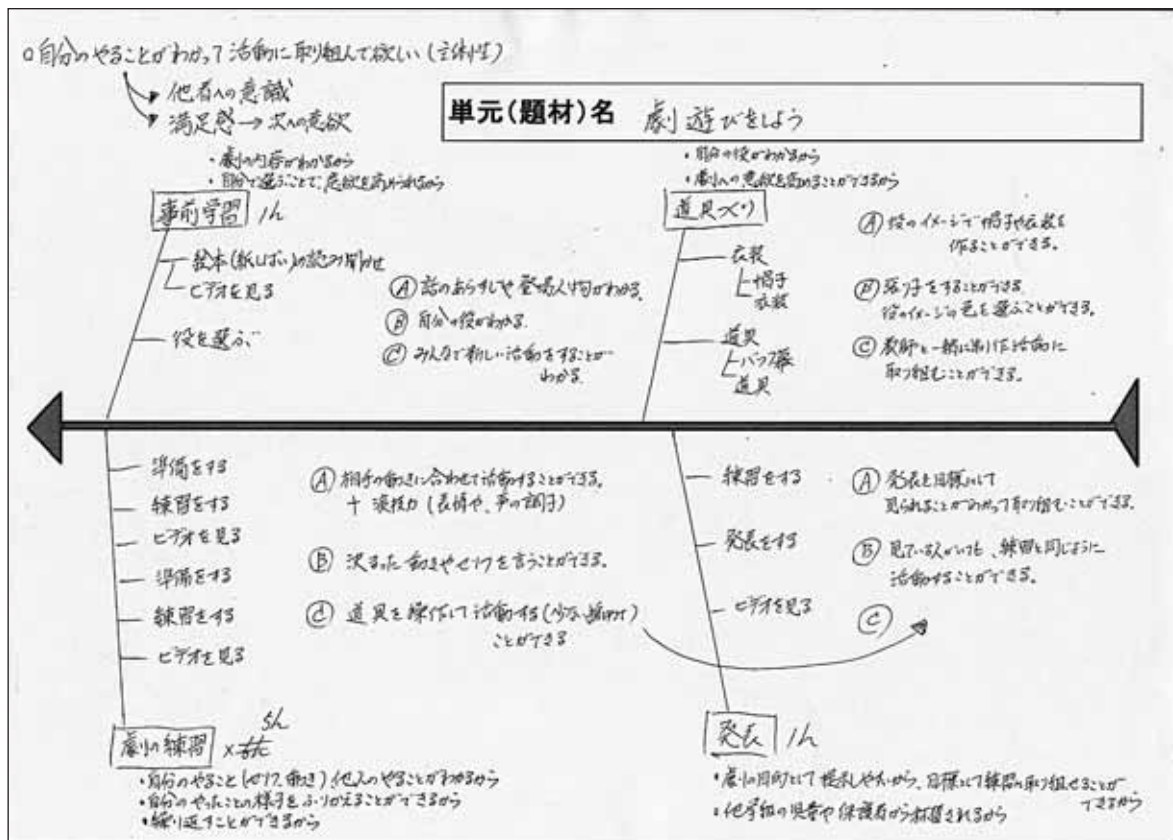 ○自分のやることがわかって活動に取り組んで欲しい(主体性)
他者への意識
満足感→次への意欲
単元(題材)名 劇遊びをしよう
・劇の内容がわかるから
・自分で選ぶことで、意欲を高められるから
事前学習 1h
絵本(紙しばい)の読み聞かせ
ビデオを見る
役を選ぶ
Ⓐ 話のあらすじや登場人物がわかる。
Ⓑ 自分の役がわかる。
Ⓒ みんなで新しい活動をすることが
わかる
・自分の役がわかるから
・劇への意欲を高めることができるから
道具づくり
衣装
帽子
衣装
道具
バック幕
道具
Ⓐ 役のイメージで帽子や衣装を
作ることができる。
Ⓑ 役のイメージの色を選ぶことができる。
Ⓒ 教師と一緒に制作活動に
取り組むことができる。
準備をする
練習をする
ビデオを見る
準備をする
練習をする
ビデオを見る
Ⓐ 相手の動きに合わせて活動することができる。
+ 演技力(表情や、声の調子)
Ⓑ 決まった動きやセリフを言うことができる。
Ⓒ 道具を操作して活動する
ことができる
劇の練習 × 5h
・自分のやること(セリフ、動き)他人のやることがわかるから
・自分のやったことの様子をふりかえることができるから
・繰り返すことができるから
練習をする
発表をする
ビデオを見る
Ⓐ 発表を目標にして
見られることがわかって取り組むことができる。
Ⓑ 見ている人がいても、練習と同じように
活動することができる。
Ⓒ
発表 1h
・劇の目的として提示しやすいから、目標にして練習に取り組ませることが
できるから
・他学級の児童や保護者から称賛されるから